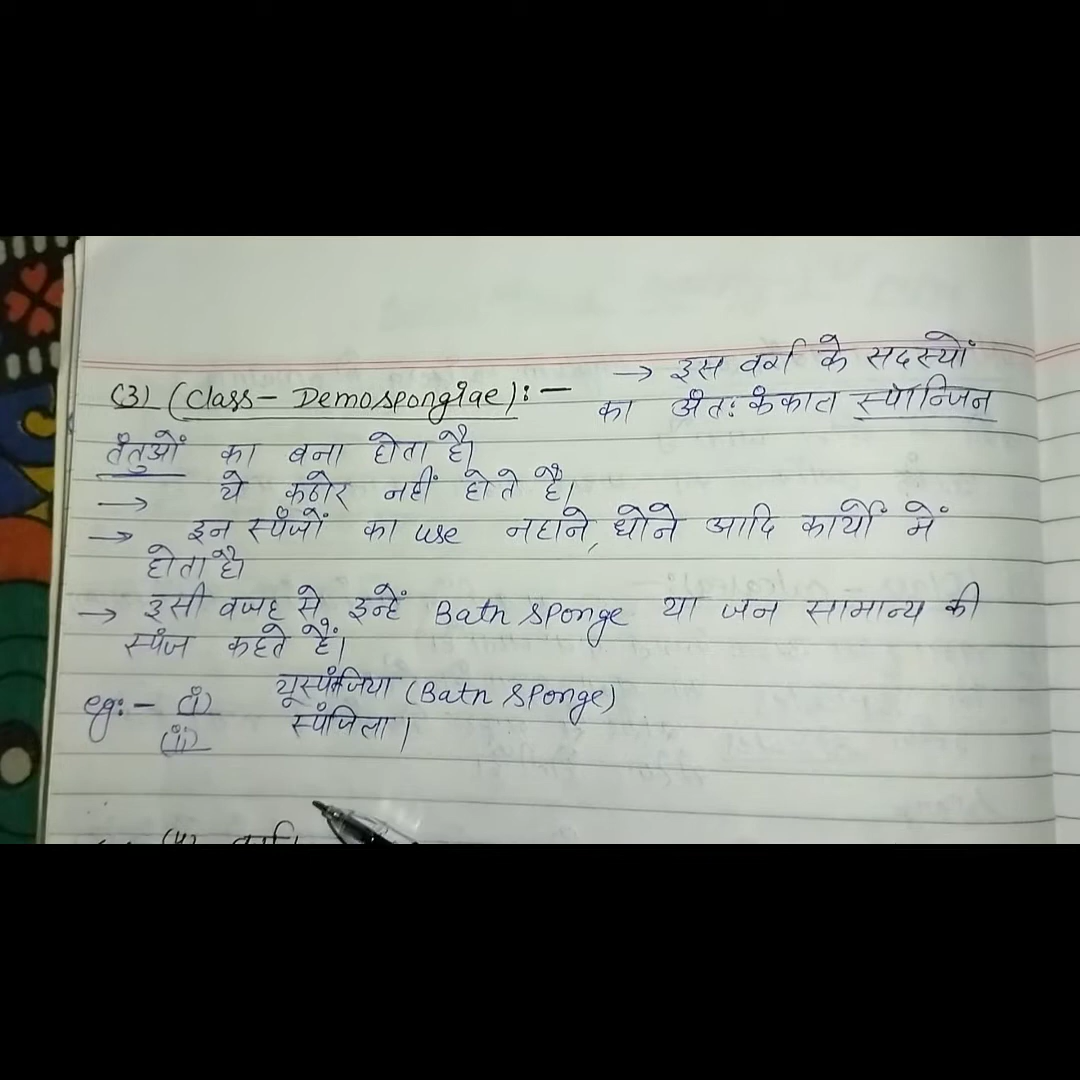 → इस वर्ग के सदस्यों
(3) (Class- Demospongiae):- का अंत: कंकाल स्पॉन्जिन
तंतुओं का बना होता है।
→ ये कठोर नहीं होते है।
→ इन स्पंजों का use नहाने, धोने आदि कार्यों में
होता है।
→ इसी वजह से इन्हें Bath sponge या जन सामान्य की
स्पंज कहते हैं।
eg:- (i) यूस्पंजिया (Bath Sponge)
(ii) स्पंजिला।